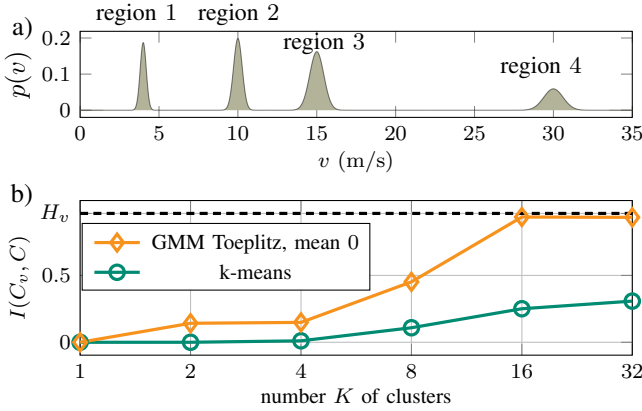 region 1 region 2
a)
region 3
region 4
p(v)
0.2
0.1
0
0 5 10 15 20 25 30 35
v (m/s)
b)
H_v
GMM Toeplitz, mean 0
k-means
I(C_v, C)
0.5
0
1 2 4 8 16 32
number K of clusters